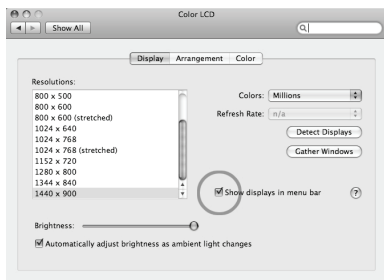 Color LCD
Show All
Display Arrangement Color
Resolutions:
800 x 500
800 x 600
800 x 600 (stretched)
1024 x 640
1024 x 768
1024 x 768 (stretched)
1152 x 720
1280 x 800
1344 x 840
1440 x 900
Colors: Millions
Refresh Rate: n/a
Detect Displays
Gather Windows
Show displays in menu bar ?
Brightness:
Automatically adjust brightness as ambient light changes